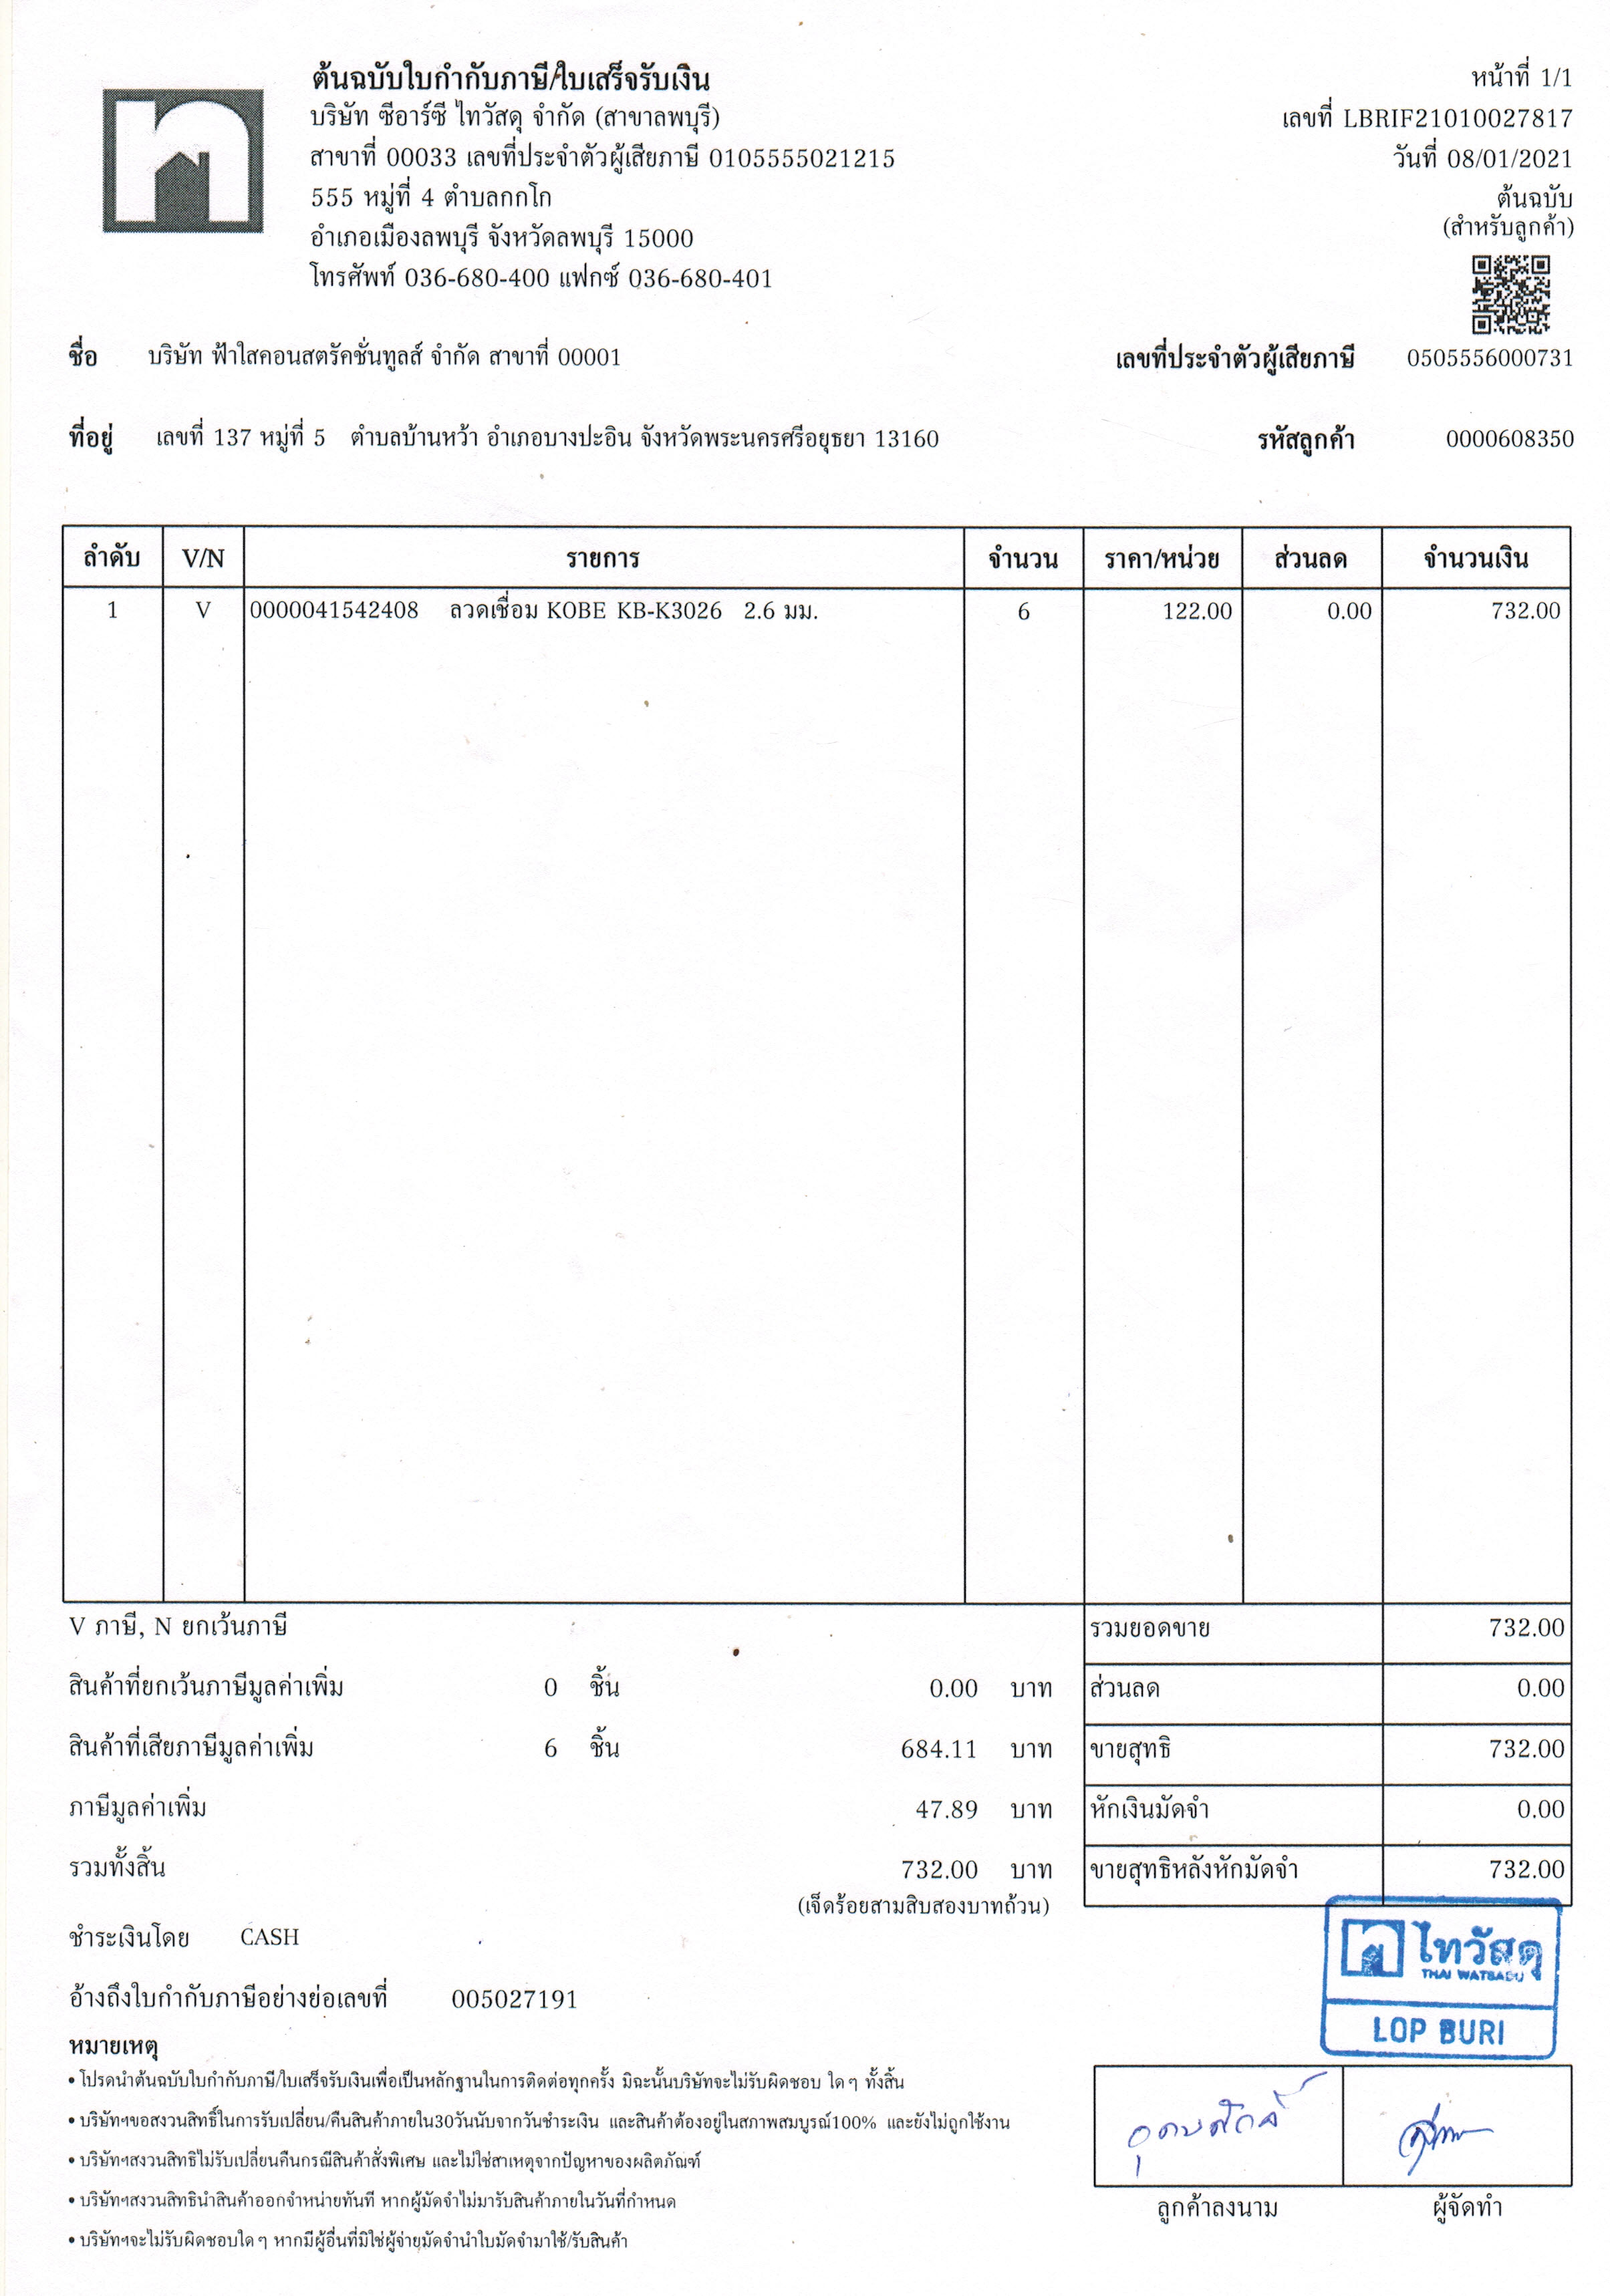 ต้นฉบับใบกำกับภาษี/ใบเสร็จรับเงิน
บริษัท ซีอาร์ซี ไทวัสดุ จำกัด (สาขาลพบุรี)
สาขาที่ 00033 เลขที่ประจำตัวผู้เสียภาษี 0105555021215
555 หมู่ที่ 4 ตำบลกกโก
อำเภอเมืองลพบุรี จังหวัดลพบุรี 15000
โทรศัพท์ 036-680-400 แฟกซ์ 036-680-401
หน้าที่ 1/1
เลขที่ LBRIF21010027817
วันที่ 08/01/2021
ต้นฉบับ
(สำหรับลูกค้า)
ชื่อ บริษัท ฟ้าใสคอนสตรัคชั่นทูลส์ จำกัด สาขาที่ 00001 เลขที่ประจำตัวผู้เสียภาษี 0505556000731
ที่อยู่ เลขที่ 137 หมู่ที่ 5 ตำบลบ้านหว้า อำเภอบางปะอิน จังหวัดพระนครศรีอยุธยา 13160 รหัสลูกค้า 0000608350
ลำดับ V/N รายการ จำนวน ราคา/หน่วย ส่วนลด จำนวนเงิน
1 V 0000041542408 ลวดเชื่อม KOBE KB-K3026 2.6 มม. 6 122.00 0.00 732.00
V ภาษี, N ยกเว้นภาษี รวมยอดขาย 732.00
สินค้าที่ยกเว้นภาษีมูลค่าเพิ่ม 0 ชิ้น 0.00 บาท ส่วนลด 0.00
สินค้าที่เสียภาษีมูลค่าเพิ่ม 6 ชิ้น 684.11 บาท ขายสุทธิ 732.00
ภาษีมูลค่าเพิ่ม 47.89 บาท หักเงินมัดจำ 0.00
รวมทั้งสิ้น 732.00 บาท ขายสุทธิหลังหักมัดจำ 732.00
(เจ็ดร้อยสามสิบสองบาทถ้วน)
ชำระเงินโดย CASH
ไทวัสดุ
THAI WATSADU
LOP BURI
อ้างถึงใบกำกับภาษีอย่างย่อเลขที่ 005027191
หมายเหตุ
• โปรดนำต้นฉบับใบกำกับภาษี/ใบเสร็จรับเงินเพื่อเป็นหลักฐานในการติดต่อทุกครั้ง มิฉะนั้นบริษัทจะไม่รับผิดชอบ ใดๆ ทั้งสิ้น
• บริษัทฯขอสงวนสิทธิ์ในการรับเปลี่ยน/คืนสินค้าภายใน30วันนับจากวันชำระเงิน และสินค้าต้องอยู่ในสภาพสมบูรณ์100% และยังไม่ถูกใช้งาน
• บริษัทฯสงวนสิทธิไม่รับเปลี่ยนคืนกรณีสินค้าสั่งพิเศษ และไม่ใช่สาเหตุจากปัญหาของผลิตภัณฑ์
• บริษัทฯสงวนสิทธินำสินค้าออกจำหน่ายทันที หากผู้มัดจำไม่มารับสินค้าภายในวันที่กำหนด
• บริษัทฯจะไม่รับผิดชอบใดๆ หากมีผู้อื่นที่มิใช่ผู้จ่ายมัดจำนำใบมัดจำมาใช้/รับสินค้า
ลูกค้าลงนาม ผู้จัดทำ